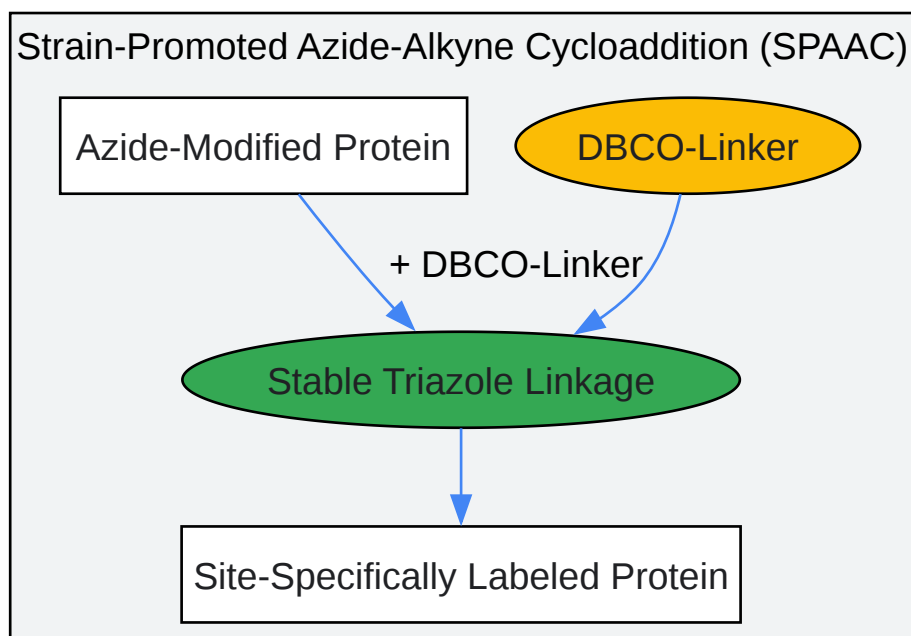 Strain-Promoted Azide-Alkyne Cycloaddition (SPAAC)
Azide-Modified Protein
DBCO-Linker
+ DBCO-Linker
Stable Triazole Linkage
Site-Specifically Labeled Protein